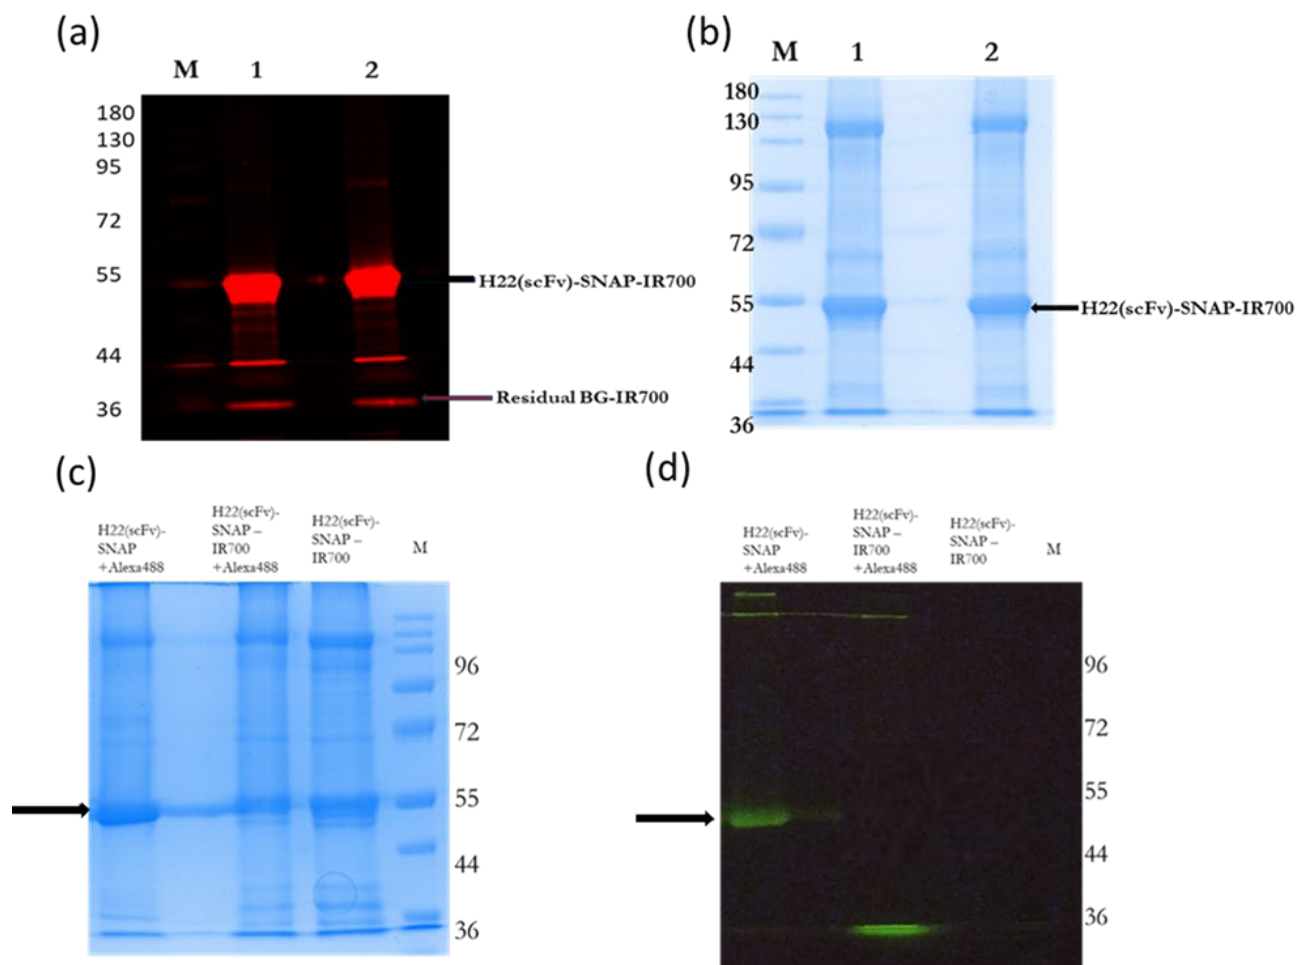 (a)
M 1 2
180
130
95
72
55
44
36
H22(scFv)-SNAP-IR700
Residual BG-IR700
(b)
M 1 2
180
130
95
72
55
44
36
H22(scFv)-SNAP-IR700
(c)
H22(scFv)-
SNAP
+Alexa488
H22(scFv)-
SNAP –
IR700
+Alexa488
H22(scFv)-
SNAP –
IR700
M
96
72
55
44
36
(d)
H22(scFv)-
SNAP
+Alexa488
H22(scFv)-
SNAP –
IR700
+Alexa488
H22(scFv)-
SNAP –
IR700
M
96
72
55
44
36